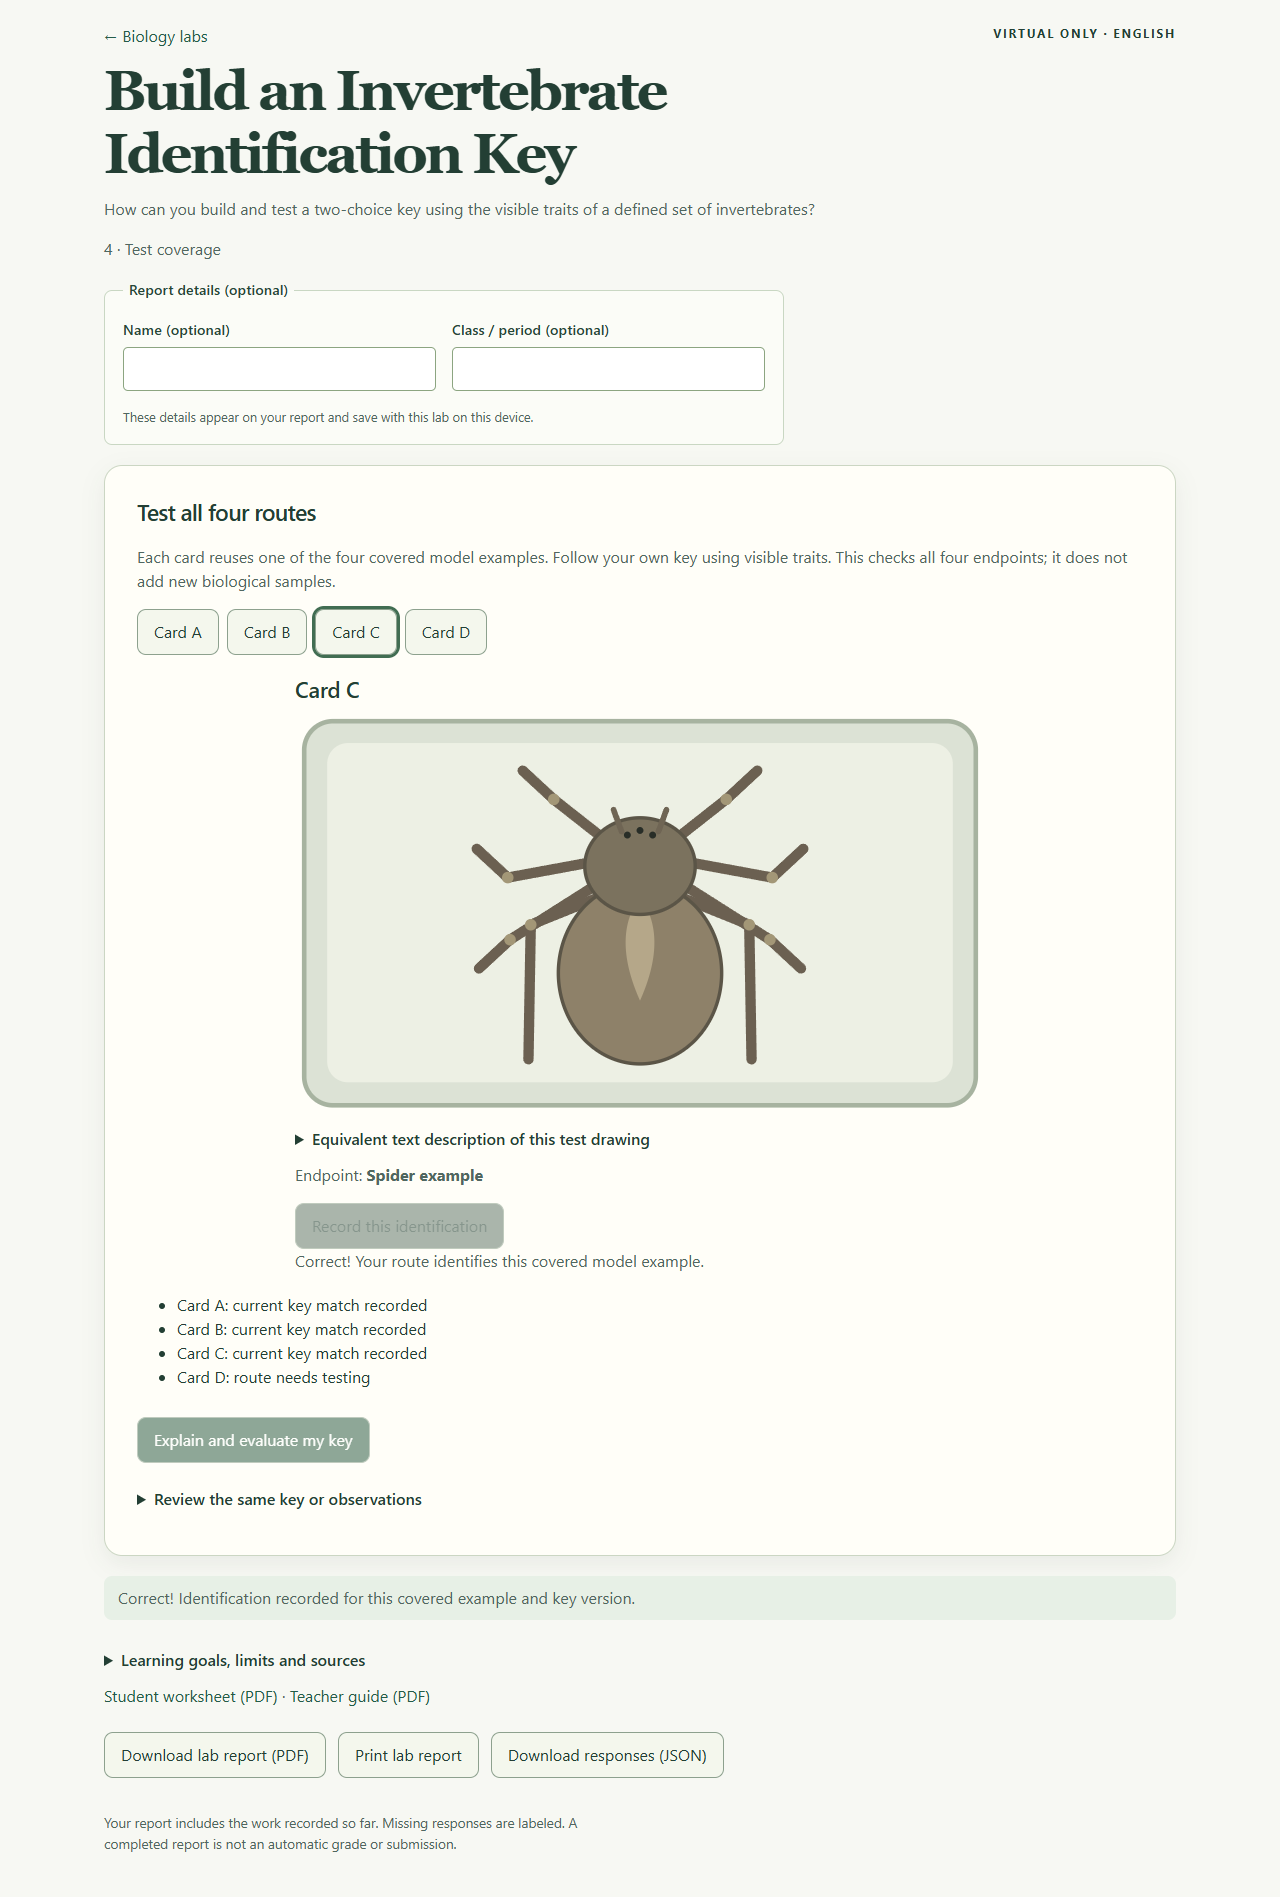 ← Biology labs
VIRTUAL ONLY · ENGLISH
Build an Invertebrate
Identification Key
How can you build and test a two-choice key using the visible traits of a defined set of invertebrates?
4 · Test coverage
Report details (optional)
Name (optional)
Class / period (optional)
These details appear on your report and save with this lab on this device.
Test all four routes
Each card reuses one of the four covered model examples. Follow your own key using visible traits. This checks all four endpoints; it does not
add new biological samples.
Card A
Card B
Card C
Card D
Card C
Equivalent text description of this test drawing
Endpoint: Spider example
Record this identification
Correct! Your route identifies this covered model example.
Card A: current key match recorded
Card B: current key match recorded
Card C: current key match recorded
Card D: route needs testing
Explain and evaluate my key
Review the same key or observations
Correct! Identification recorded for this covered example and key version.
Learning goals, limits and sources
Student worksheet (PDF) · Teacher guide (PDF)
Download lab report (PDF)
Print lab report
Download responses (JSON)
Your report includes the work recorded so far. Missing responses are labeled. A
completed report is not an automatic grade or submission.